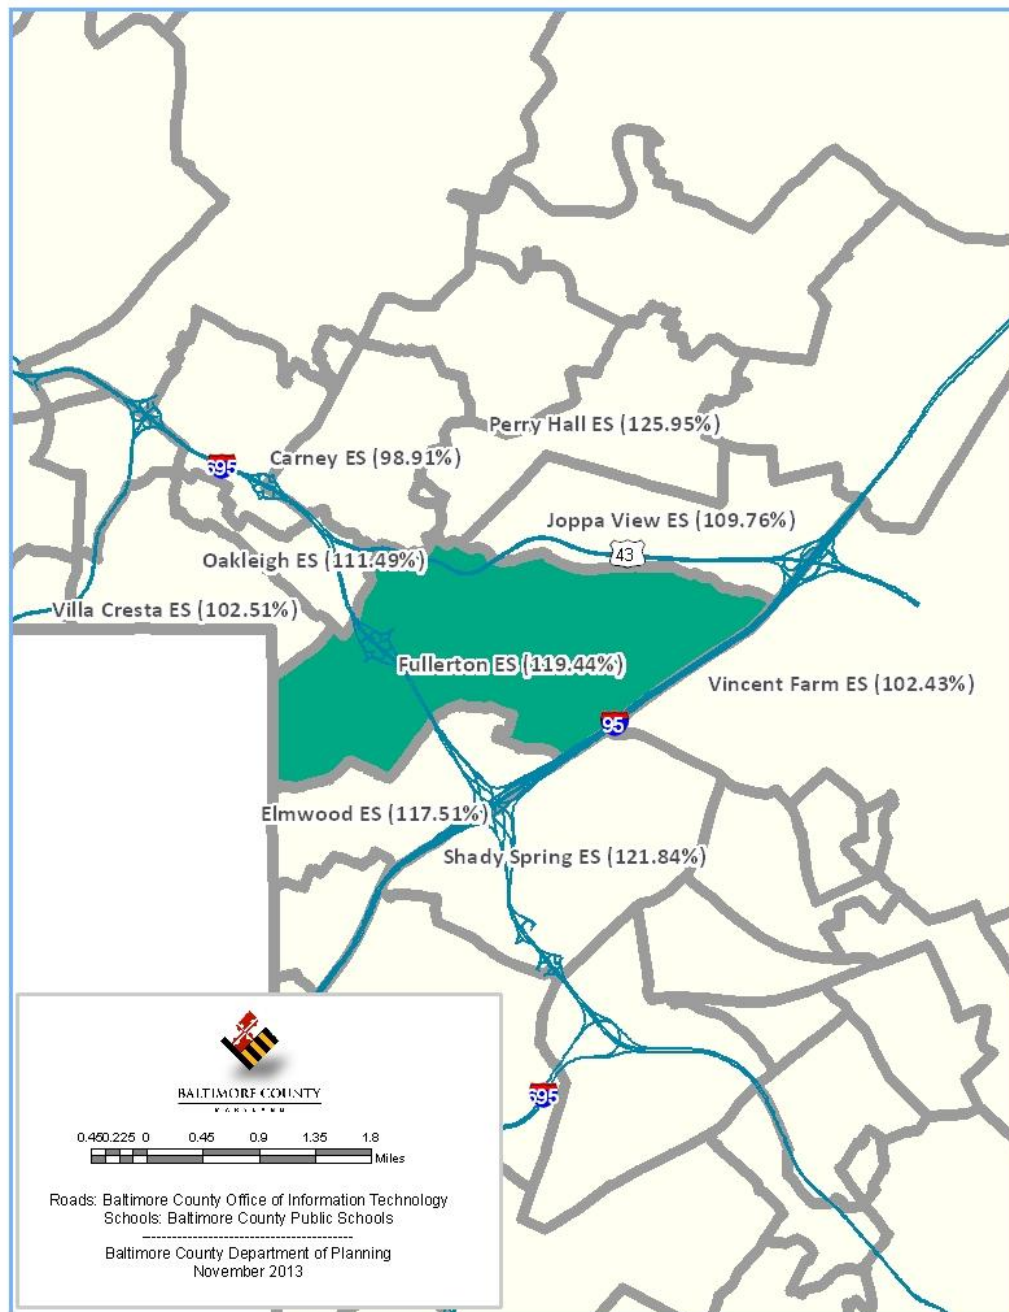 Perry Hall ES (125.95%)
Carney ES (98.91%)
695
Joppa View ES (109.76%)
43
Oakleigh ES (111.49%)
Villa Cresta ES (102.51%)
Fullerton ES (119.44%)
Vincent Farm ES (102.43%)
95
Elmwood ES (117.51%)
Shady Spring ES (121.84%)
695
BALTIMORE COUNTY
MARYLAND
0.450.225 0 0.45 0.9 1.35 1.8
Miles
Roads: Baltimore County Office of Information Technology
Schools: Baltimore County Public Schools
Baltimore County Department of Planning
November 2013